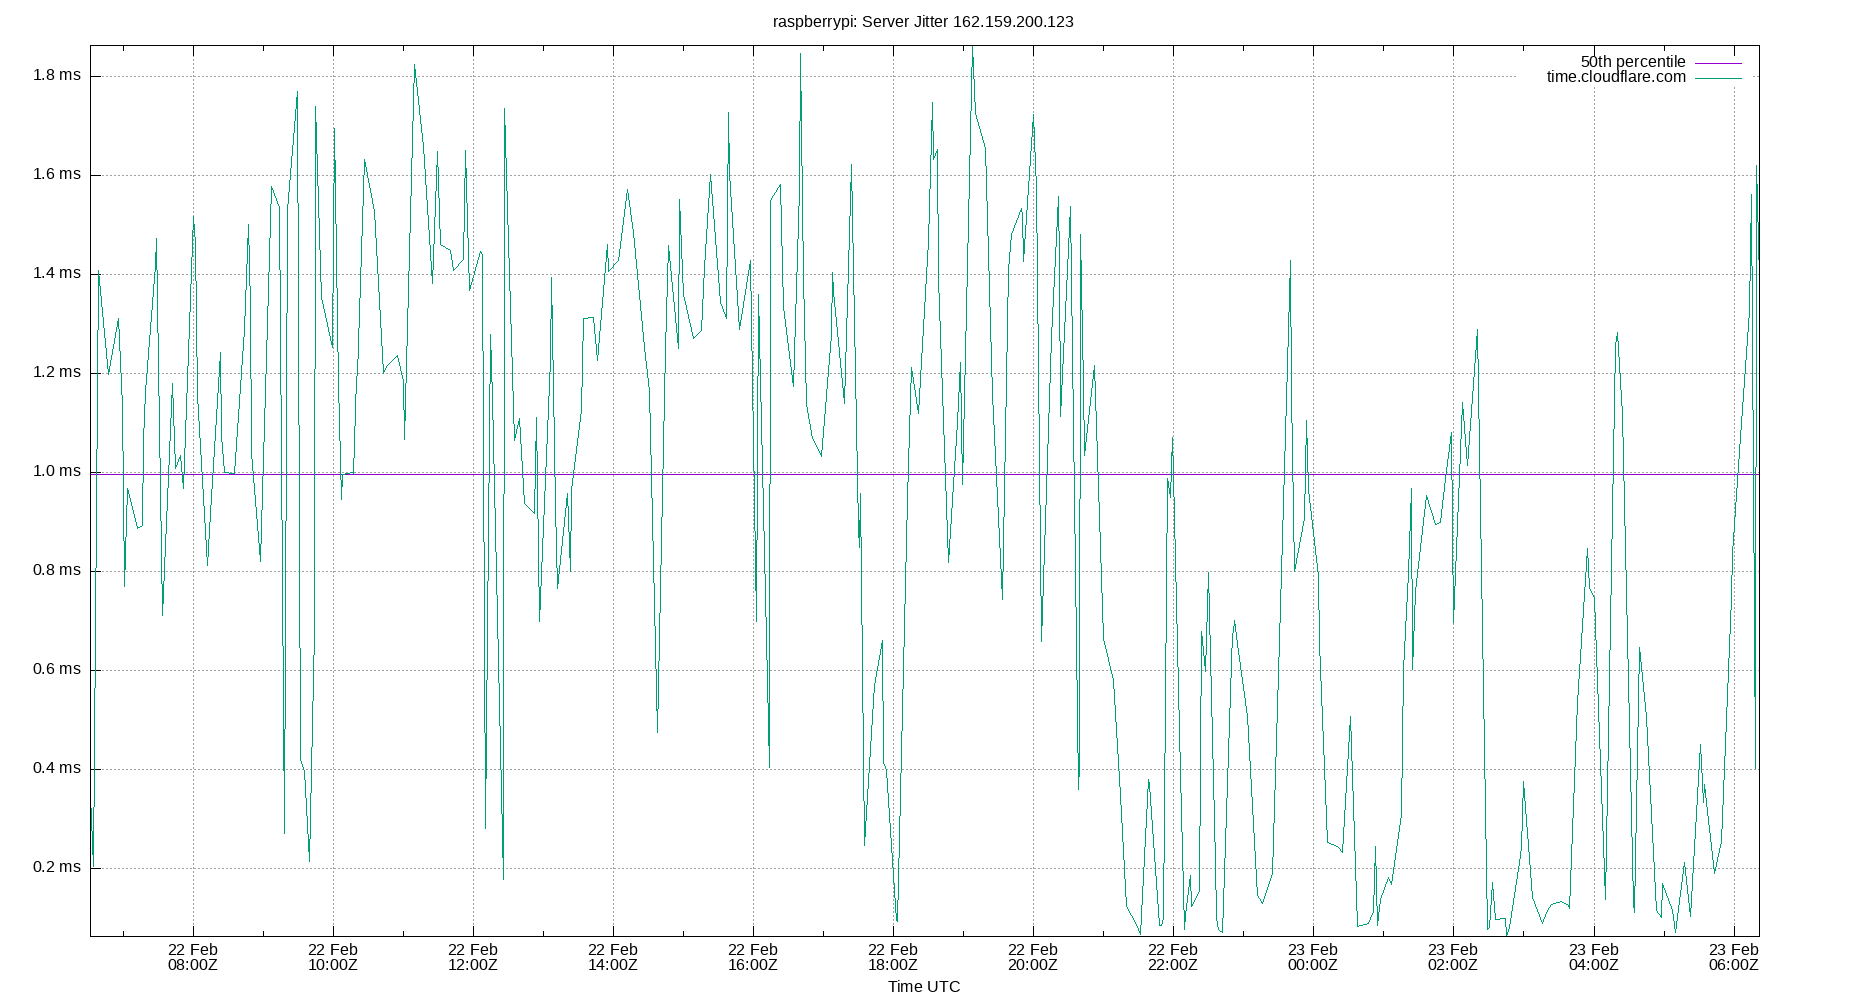 raspberrypi: Server Jitter 162.159.200.123
50th percentile
time.cloudflare.com
1.8 ms
1.6 ms
1.4 ms
1.2 ms
1.0 ms
0.8 ms
0.6 ms
0.4 ms
0.2 ms
22 Feb 22 Feb 22 Feb 22 Feb 22 Feb 22 Feb 22 Feb 22 Feb 23 Feb 23 Feb 23 Feb 23 Feb
08:00Z 10:00Z 12:00Z 14:00Z 16:00Z 18:00Z 20:00Z 22:00Z 00:00Z 02:00Z 04:00Z 06:00Z
Time UTC